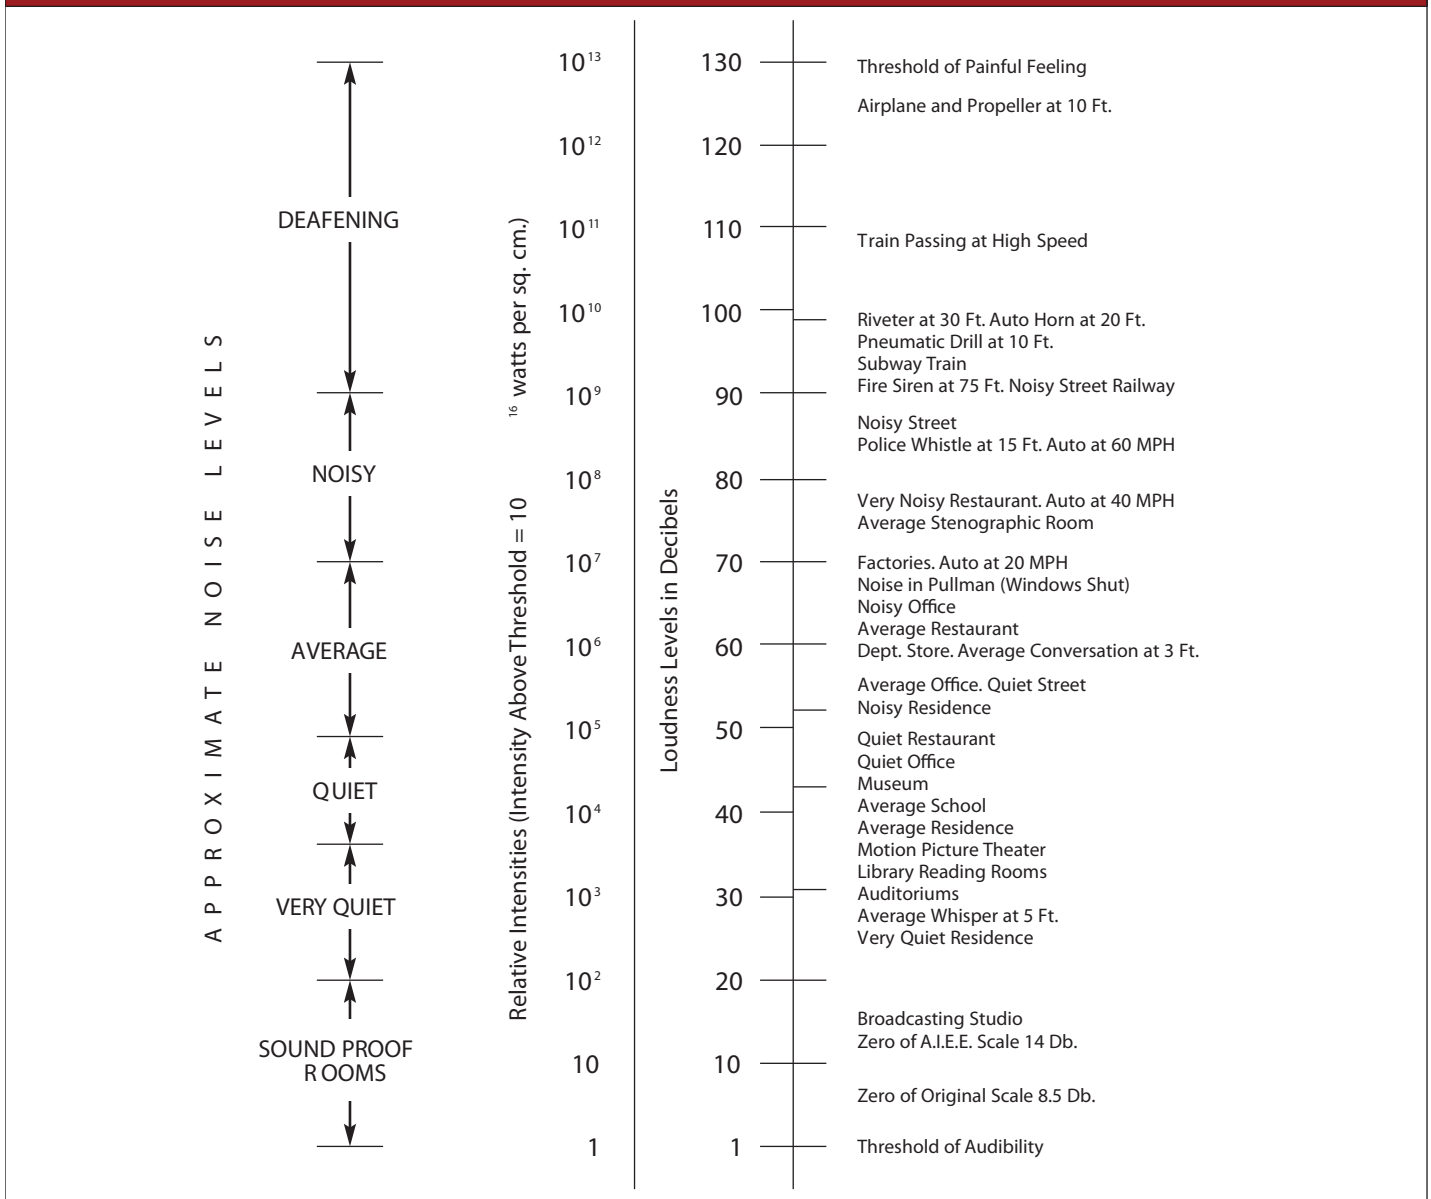 APPROXIMATE NOISE LEVELS
DEAFENING
NOISY
AVERAGE
QUIET
VERY QUIET
SOUND PROOF
ROOMS
Relative Intensities (Intensity Above Threshold = 10 ¹⁶ watts per sq. cm.)
10¹³
10¹²
10¹¹
10¹⁰
10⁹
10⁸
10⁷
10⁶
10⁵
10⁴
10³
10²
10
1
Loudness Levels in Decibels
130
120
110
100
90
80
70
60
50
40
30
20
10
1
Threshold of Painful Feeling
Airplane and Propeller at 10 Ft.
Train Passing at High Speed
Riveter at 30 Ft. Auto Horn at 20 Ft.
Pneumatic Drill at 10 Ft.
Subway Train
Fire Siren at 75 Ft. Noisy Street Railway
Noisy Street
Police Whistle at 15 Ft. Auto at 60 MPH
Very Noisy Restaurant. Auto at 40 MPH
Average Stenographic Room
Factories. Auto at 20 MPH
Noise in Pullman (Windows Shut)
Noisy Office
Average Restaurant
Dept. Store. Average Conversation at 3 Ft.
Average Office. Quiet Street
Noisy Residence
Quiet Restaurant
Quiet Office
Museum
Average School
Average Residence
Motion Picture Theater
Library Reading Rooms
Auditoriums
Average Whisper at 5 Ft.
Very Quiet Residence
Broadcasting Studio
Zero of A.I.E.E. Scale 14 Db.
Zero of Original Scale 8.5 Db.
Threshold of Audibility